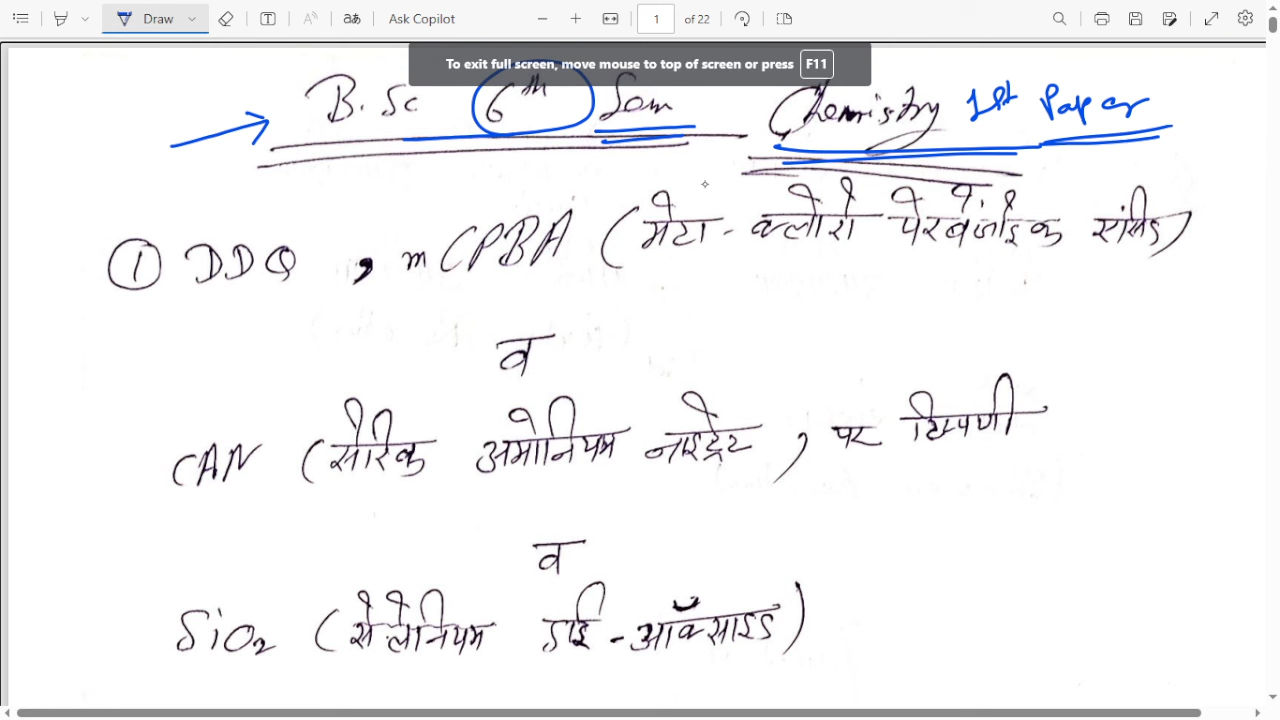 Draw
Ask Copilot
1 of 22
To exit full screen, move mouse to top of screen or press F11
B.Sc 6th Sem Chemistry 1st Paper
① DDQ , mCPBA (मेटा - क्लोरो पेरबेंजोइक एसिड)
व
CAN (सेरिक अमोनियम नाइट्रेट) पर टिप्पणी
व
SiO2 (सेलेनियम डाई - ऑक्साइड)